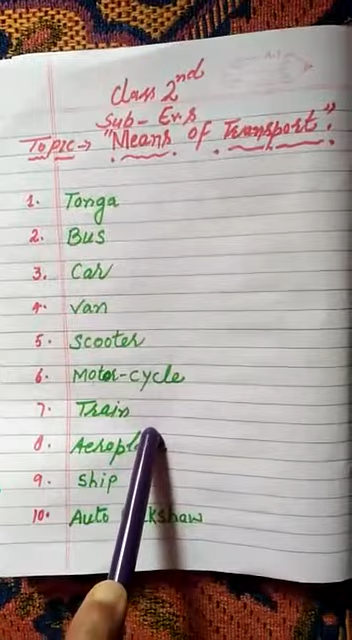 Class 2nd
Sub- Ev.s
Topic → "Means of Transport".
1. Tonga
2. Bus
3. Car
4. Van
5. Scooter
6. Motor-cycle
7. Train
8.
9. Ship
10. Auto